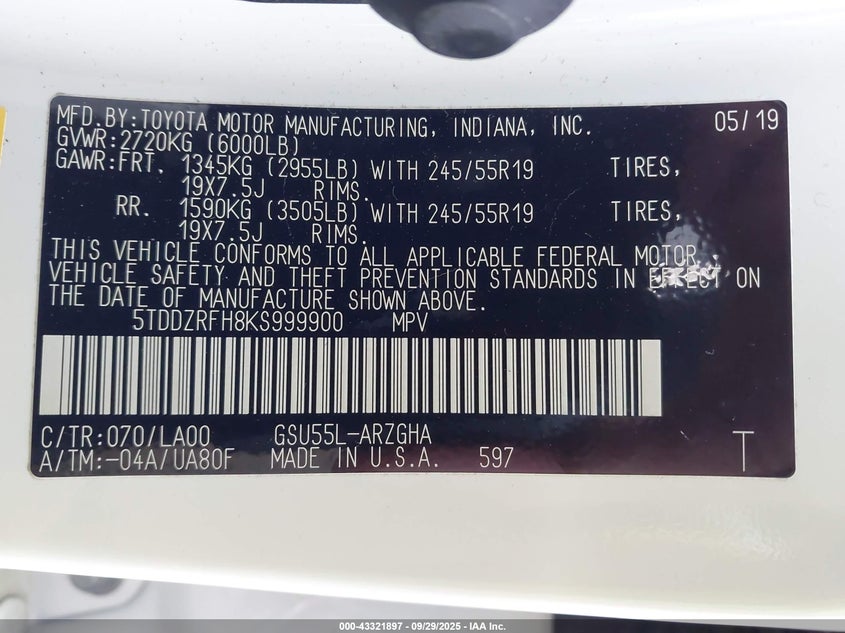 MFD.BY:TOYOTA MOTOR MANUFACTURING, INDIANA, INC. 05/19
GVWR:2720KG (6000LB)
GAWR:FRT. 1345KG (2955LB) WITH 245/55R19 TIRES,
19X7.5J RIMS.
RR. 1590KG (3505LB) WITH 245/55R19 TIRES,
19X7.5J RIMS.
THIS VEHICLE CONFORMS TO ALL APPLICABLE FEDERAL MOTOR
VEHICLE SAFETY AND THEFT PREVENTION STANDARDS IN EFFECT ON
THE DATE OF MANUFACTURE SHOWN ABOVE.
5TDDZRFH8KS999900 MPV
C/TR:070/LA00 GSU55L-ARZGHA
A/TM:-04A/UA80F MADE IN U.S.A. 597 T
000-43321897 - 09/29/2025 - IAA Inc.